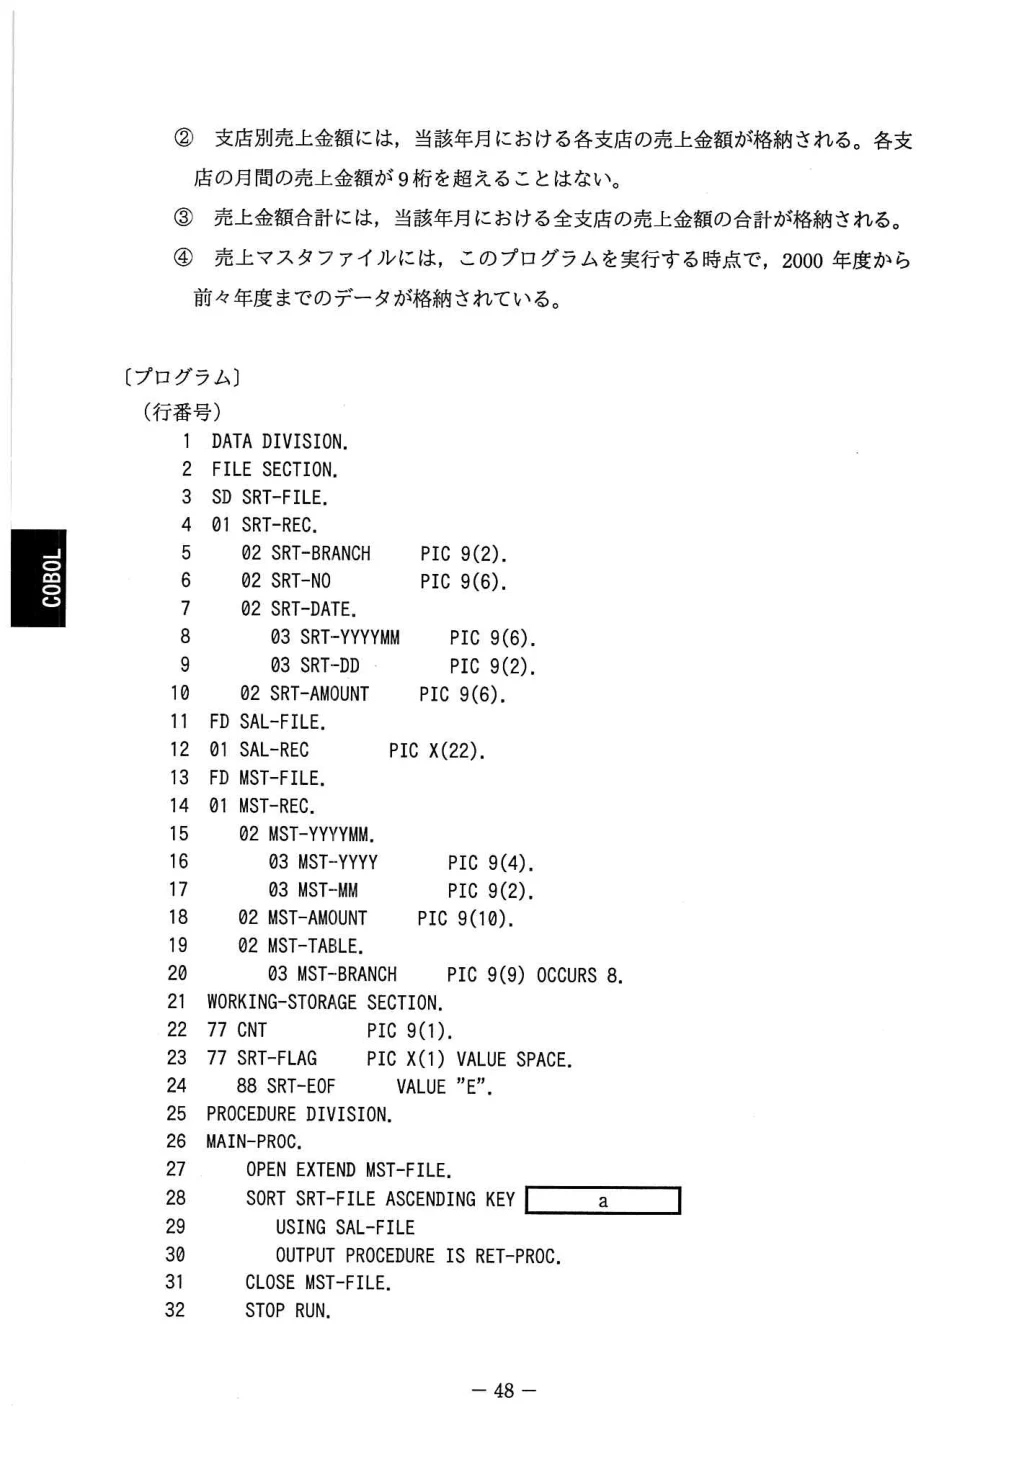 ② 支店別売上金額には，当該年月における各支店の売上金額が格納される。各支
店の月間の売上金額が9桁を超えることはない。
③ 売上金額合計には，当該年月における全支店の売上金額の合計が格納される。
④ 売上マスタファイルには，このプログラムを実行する時点で，2000 年度から
前々年度までのデータが格納されている。
〔プログラム〕
（行番号）
1 DATA DIVISION.
2 FILE SECTION.
3 SD SRT-FILE.
4 01 SRT-REC.
5 02 SRT-BRANCH PIC 9(2).
6 02 SRT-NO PIC 9(6).
7 02 SRT-DATE.
8 03 SRT-YYYYMM PIC 9(6).
9 03 SRT-DD PIC 9(2).
10 02 SRT-AMOUNT PIC 9(6).
11 FD SAL-FILE.
12 01 SAL-REC PIC X(22).
13 FD MST-FILE.
14 01 MST-REC.
15 02 MST-YYYYMM.
16 03 MST-YYYY PIC 9(4).
17 03 MST-MM PIC 9(2).
18 02 MST-AMOUNT PIC 9(10).
19 02 MST-TABLE.
20 03 MST-BRANCH PIC 9(9) OCCURS 8.
21 WORKING-STORAGE SECTION.
22 77 CNT PIC 9(1).
23 77 SRT-FLAG PIC X(1) VALUE SPACE.
24 88 SRT-EOF VALUE ”E”.
25 PROCEDURE DIVISION.
26 MAIN-PROC.
27 OPEN EXTEND MST-FILE.
28 SORT SRT-FILE ASCENDING KEY a
29 USING SAL-FILE
30 OUTPUT PROCEDURE IS RET-PROC.
31 CLOSE MST-FILE.
32 STOP RUN.
COBOL
― 48 ―